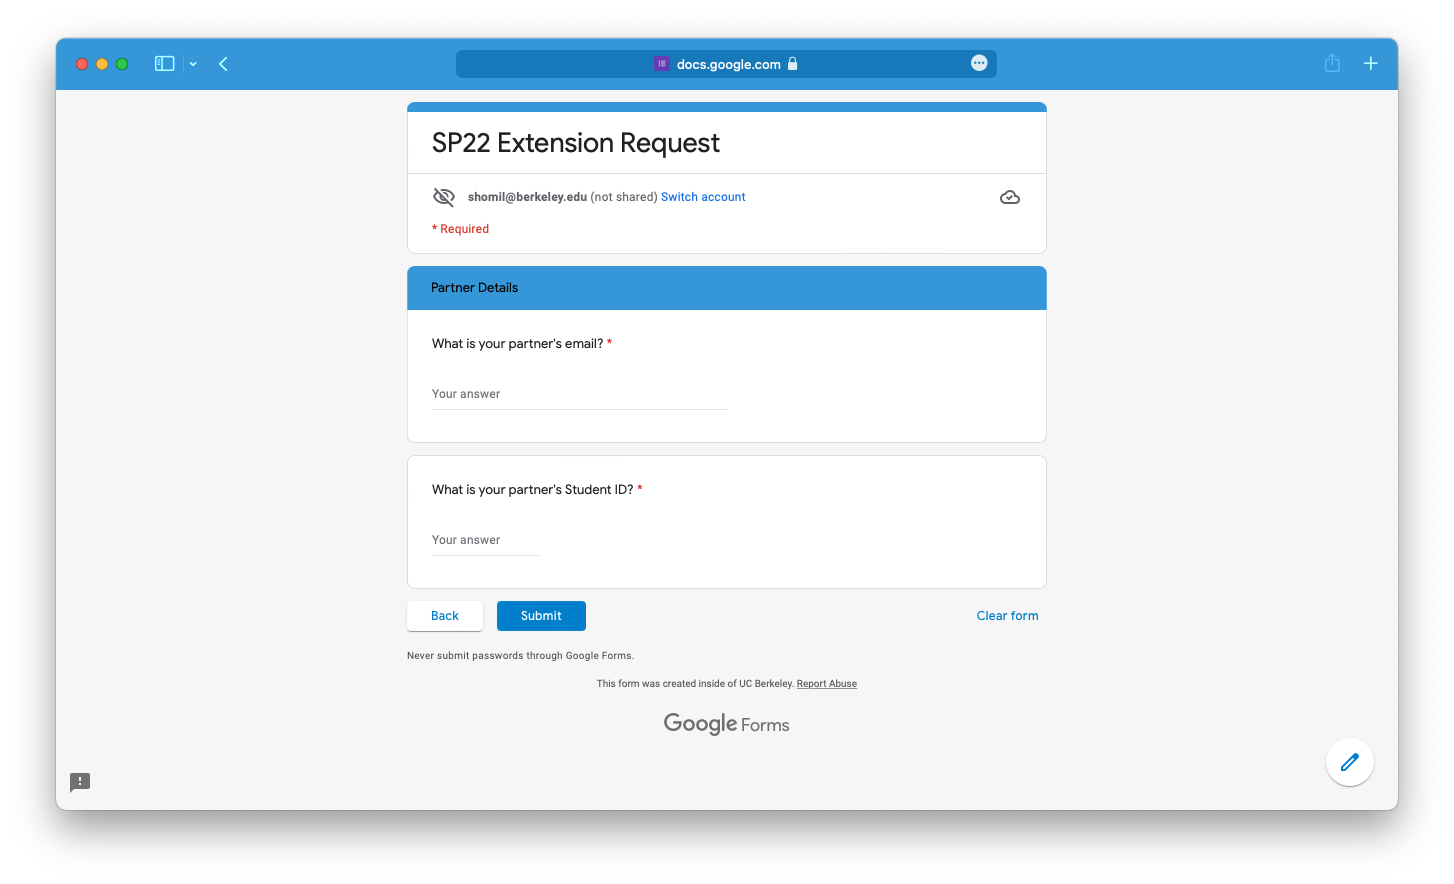 docs.google.com
SP22 Extension Request
shomil@berkeley.edu (not shared) Switch account
* Required
Partner Details
What is your partner's email? *
Your answer
What is your partner's Student ID? *
Your answer
Back Submit Clear form
Never submit passwords through Google Forms.
This form was created inside of UC Berkeley. Report Abuse
Google Forms